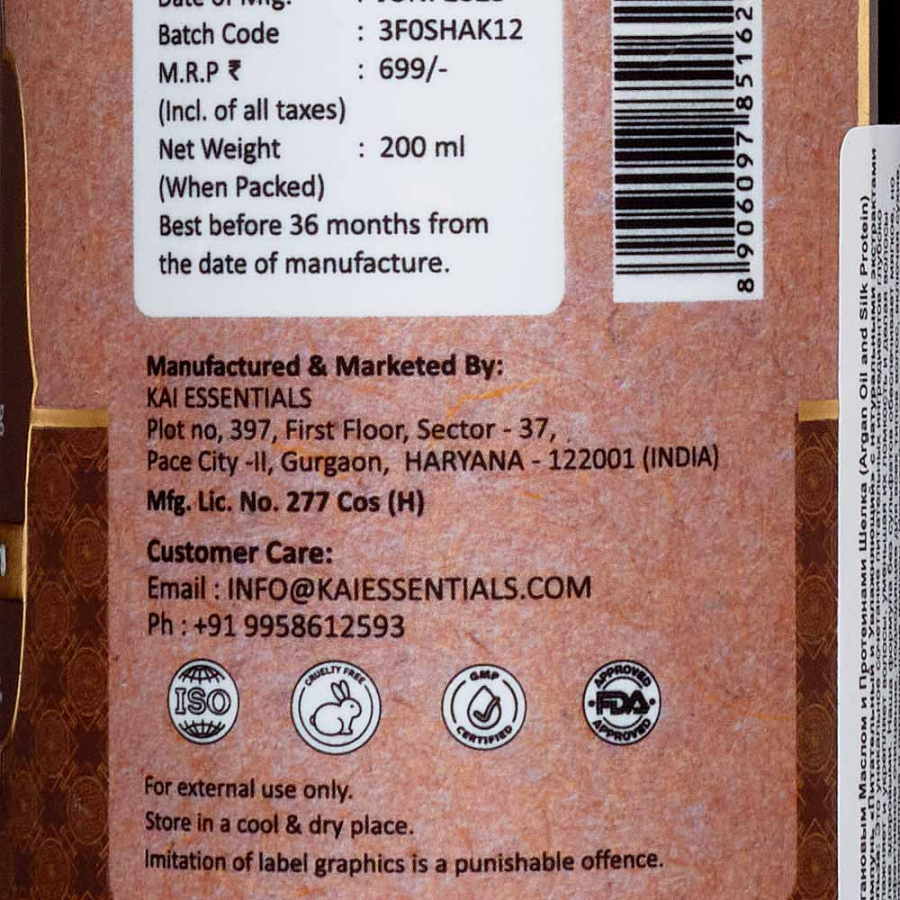 Batch Code : 3F0SHAK12
M.R.P ₹ : 699/-
(Incl. of all taxes)
Net Weight : 200 ml
(When Packed)
Best before 36 months from
the date of manufacture.
890609785162
Manufactured & Marketed By:
KAI ESSENTIALS
Plot no, 397, First Floor, Sector - 37,
Pace City -II, Gurgaon, HARYANA - 122001 (INDIA)
Mfg. Lic. No. 277 Cos (H)
Customer Care:
Email : INFO@KAIESSENTIALS.COM
Ph : +91 9958612593
ISO
CRUELTY FREE
GMP
CERTIFIED
APPROVED
FDA
APPROVED
For external use only.
Store in a cool & dry place.
Imitation of label graphics is a punishable offence.
Маслом и Протеинами Шелка (Argan Oil and Silk Protein)